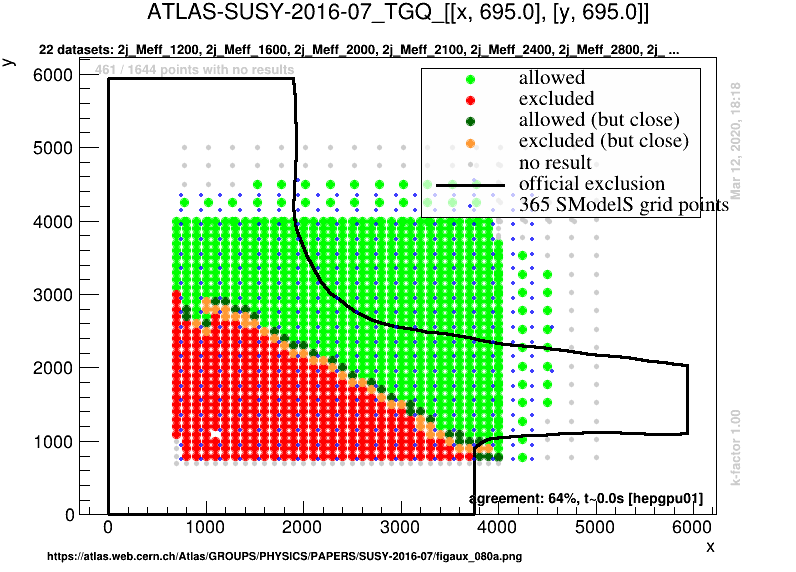 ATLAS-SUSY-2016-07_TGQ_[[x, 695.0], [y, 695.0]]
22 datasets: 2j_Meff_1200, 2j_Meff_1600, 2j_Meff_2000, 2j_Meff_2100, 2j_Meff_2400, 2j_Meff_2800, 2j_ ...
y
461 / 1644 points with no results
allowed
excluded
allowed (but close)
excluded (but close)
no result
official exclusion
365 SModelS grid points
Mar 12, 2020, 18:18
k-factor 1.00
6000
5000
4000
3000
2000
1000
0
agreement: 64%, t~0.0s [hepgpu01]
0 1000 2000 3000 4000 5000 6000
x
https://atlas.web.cern.ch/Atlas/GROUPS/PHYSICS/PAPERS/SUSY-2016-07/figaux_080a.png